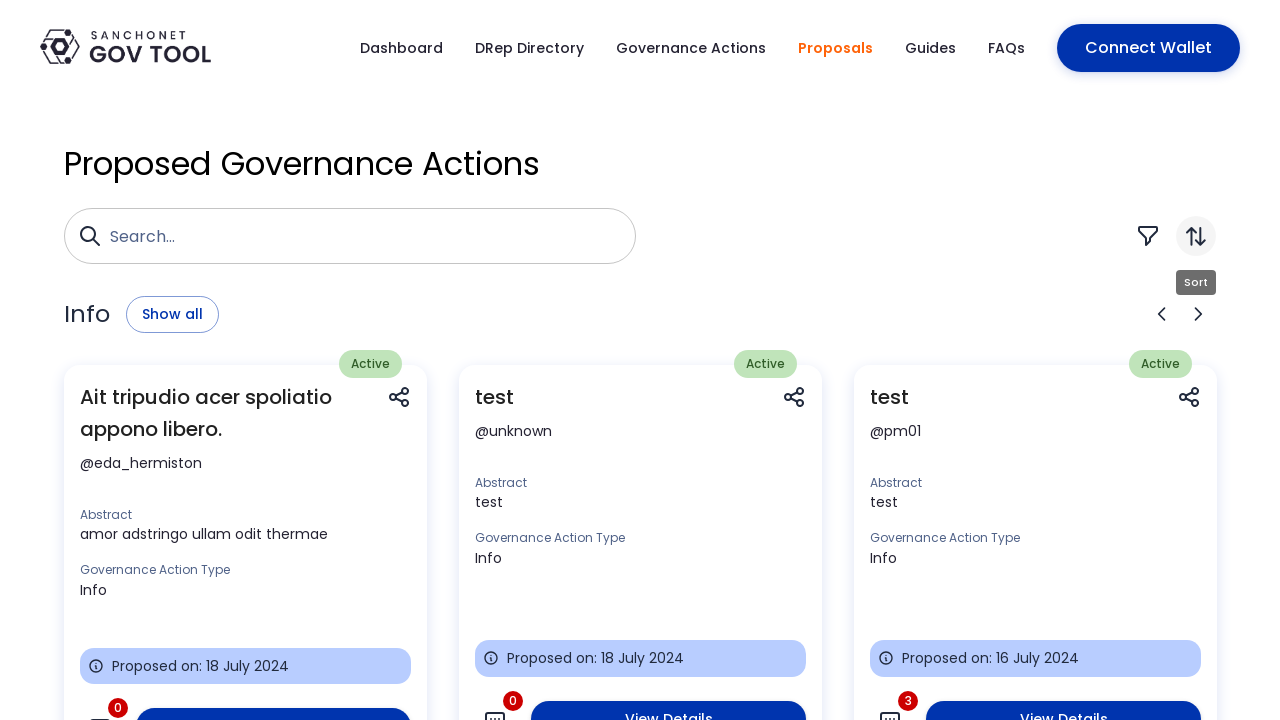 SANCHONET
GOV TOOL
Dashboard
DRep Directory
Governance Actions
Proposals
Guides
FAQs
Connect Wallet
Proposed Governance Actions
Search...
Sort
Info
Show all
Active
Ait tripudio acer spoliatio
appono libero.
@eda_hermiston
Abstract
amor adstringo ullam odit thermae
Governance Action Type
Info
Proposed on: 18 July 2024
0
Active
test
@unknown
Abstract
test
Governance Action Type
Info
Proposed on: 18 July 2024
0
View Details
Active
test
@pm01
Abstract
test
Governance Action Type
Info
Proposed on: 16 July 2024
3
View Details